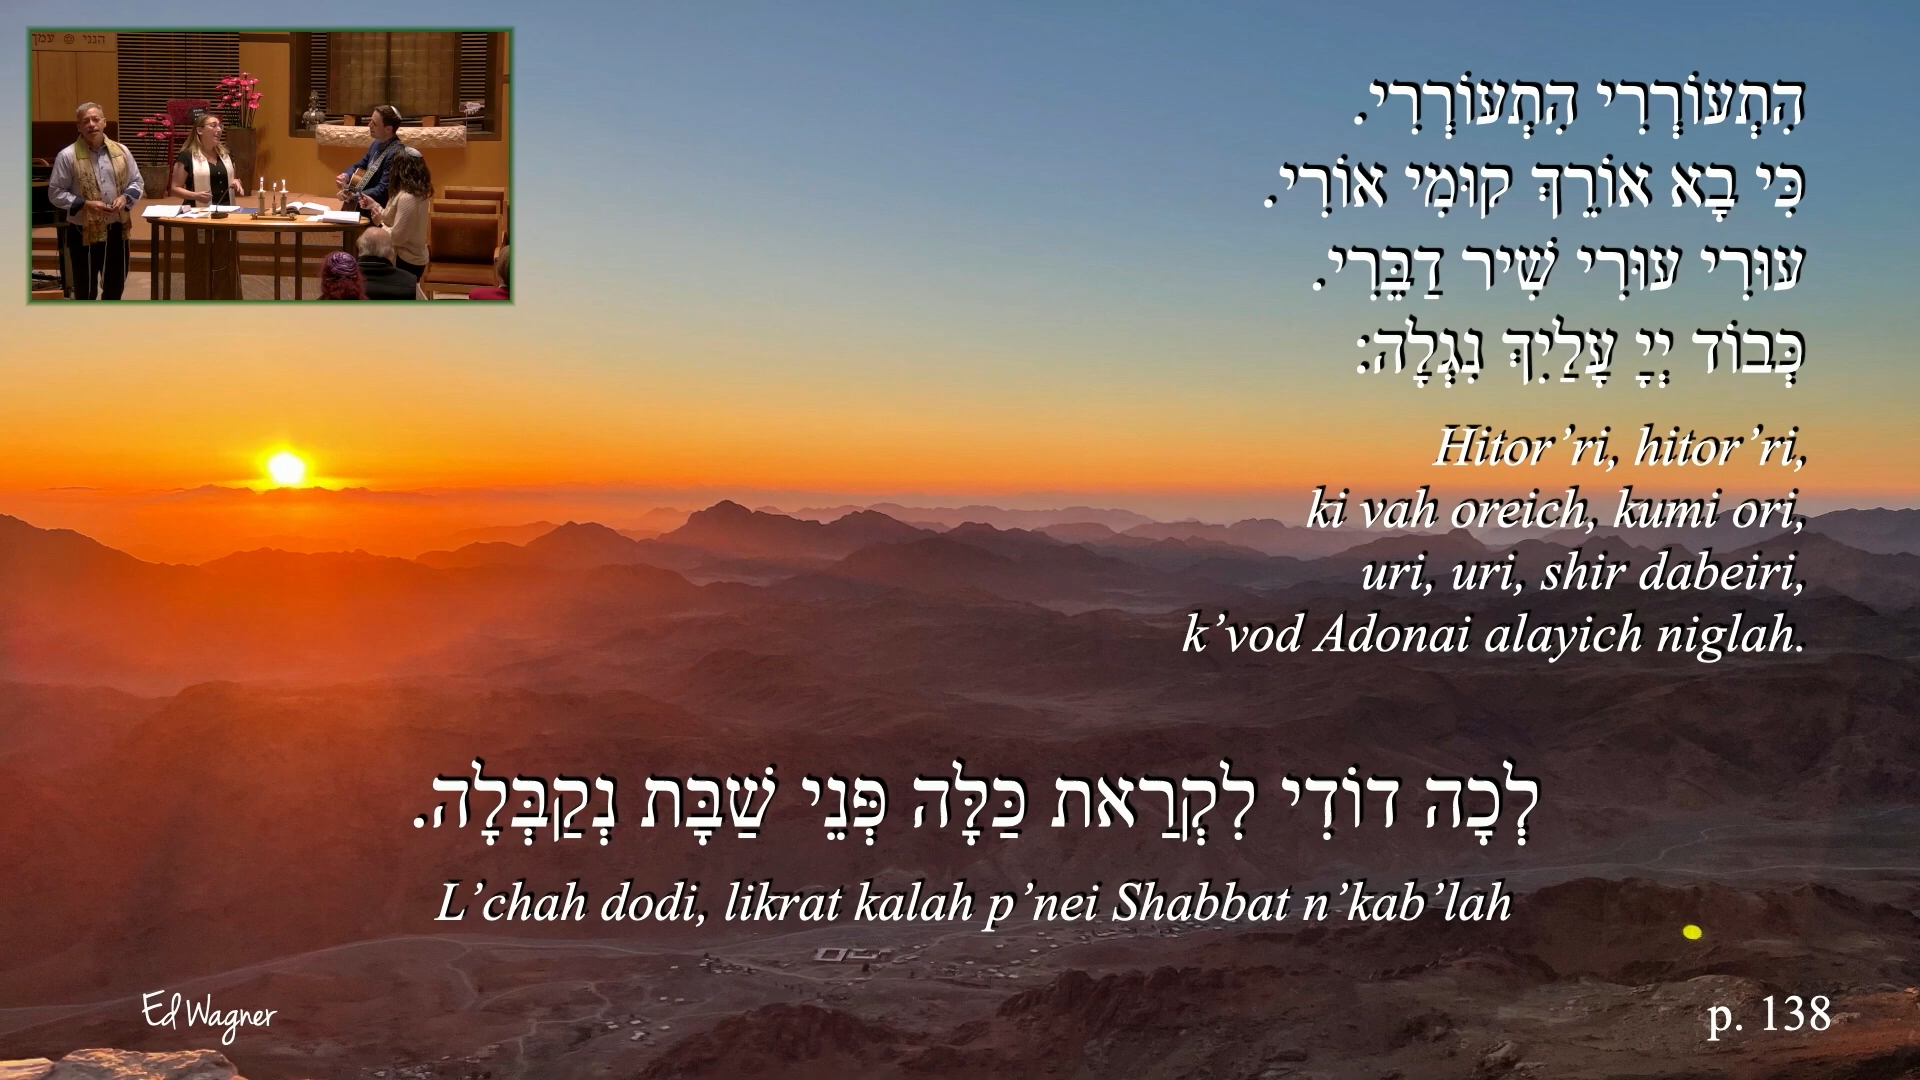 הנני עמך
הִתְעוֹרְרִי הִתְעוֹרְרִי.
כִּי בָא אוֹרֵךְ קוּמִי אוֹרִי.
עוּרִי עוּרִי שִׁיר דַּבֵּרִי.
כְּבוֹד יְיָ עָלַיִךְ נִגְלָה:
Hitor’ri, hitor’ri,
ki vah oreich, kumi ori,
uri, uri, shir dabeiri,
k’vod Adonai alayich niglah.
לְכָה דוֹדִי לִקְרַאת כַּלָּה פְּנֵי שַׁבָּת נְקַבְּלָה.
L’chah dodi, likrat kalah p’nei Shabbat n’kab’lah
Ed Wagner
p. 138